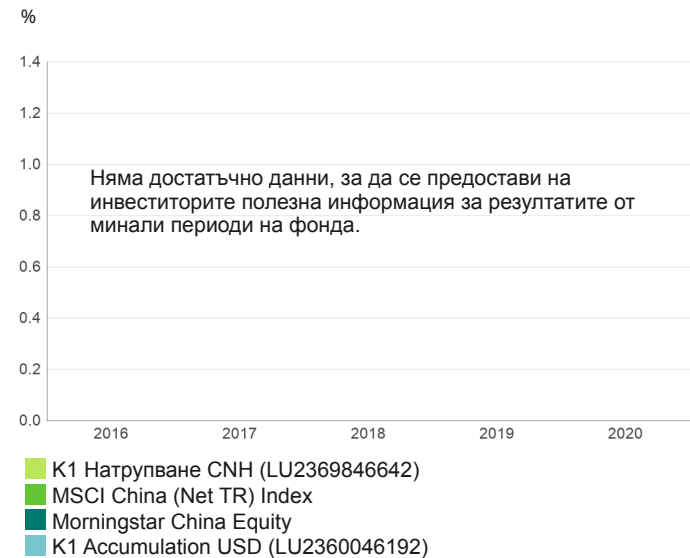 %
1.4
1.2
1.0
Няма достатъчно данни, за да се предостави на
инвеститорите полезна информация за резултатите от
0.8
минали периоди на фонда.
0.6
0.4
0.2
0.0
2016 2017 2018 2019 2020
K1 Натрупване CNH (LU2369846642)
MSCI China (Net TR) Index
Morningstar China Equity
K1 Accumulation USD (LU2360046192)